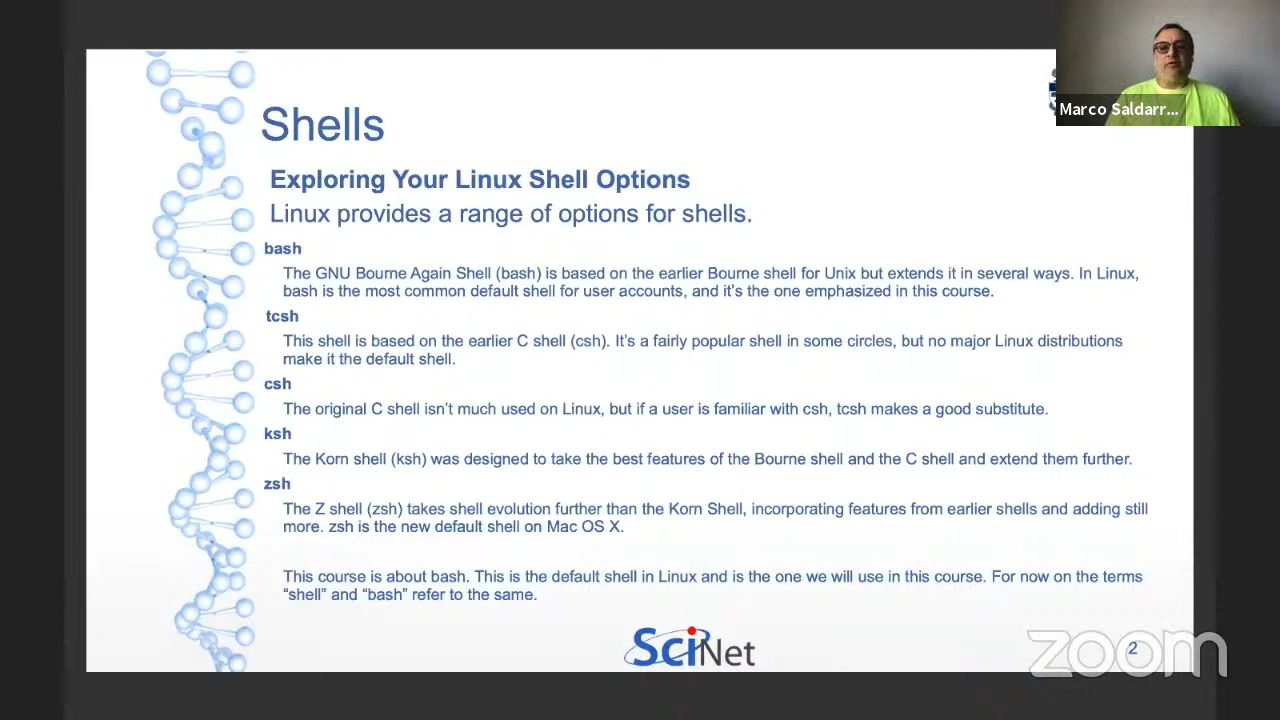 Marco Saldarr...
Shells
Exploring Your Linux Shell Options
Linux provides a range of options for shells.
bash
The GNU Bourne Again Shell (bash) is based on the earlier Bourne shell for Unix but extends it in several ways. In Linux,
bash is the most common default shell for user accounts, and it's the one emphasized in this course.
tcsh
This shell is based on the earlier C shell (csh). It's a fairly popular shell in some circles, but no major Linux distributions
make it the default shell.
csh
The original C shell isn't much used on Linux, but if a user is familiar with csh, tcsh makes a good substitute.
ksh
The Korn shell (ksh) was designed to take the best features of the Bourne shell and the C shell and extend them further.
zsh
The Z shell (zsh) takes shell evolution further than the Korn Shell, incorporating features from earlier shells and adding still
more. zsh is the new default shell on Mac OS X.
This course is about bash. This is the default shell in Linux and is the one we will use in this course. For now on the terms
“shell” and “bash” refer to the same.
SciNet
zoom
2